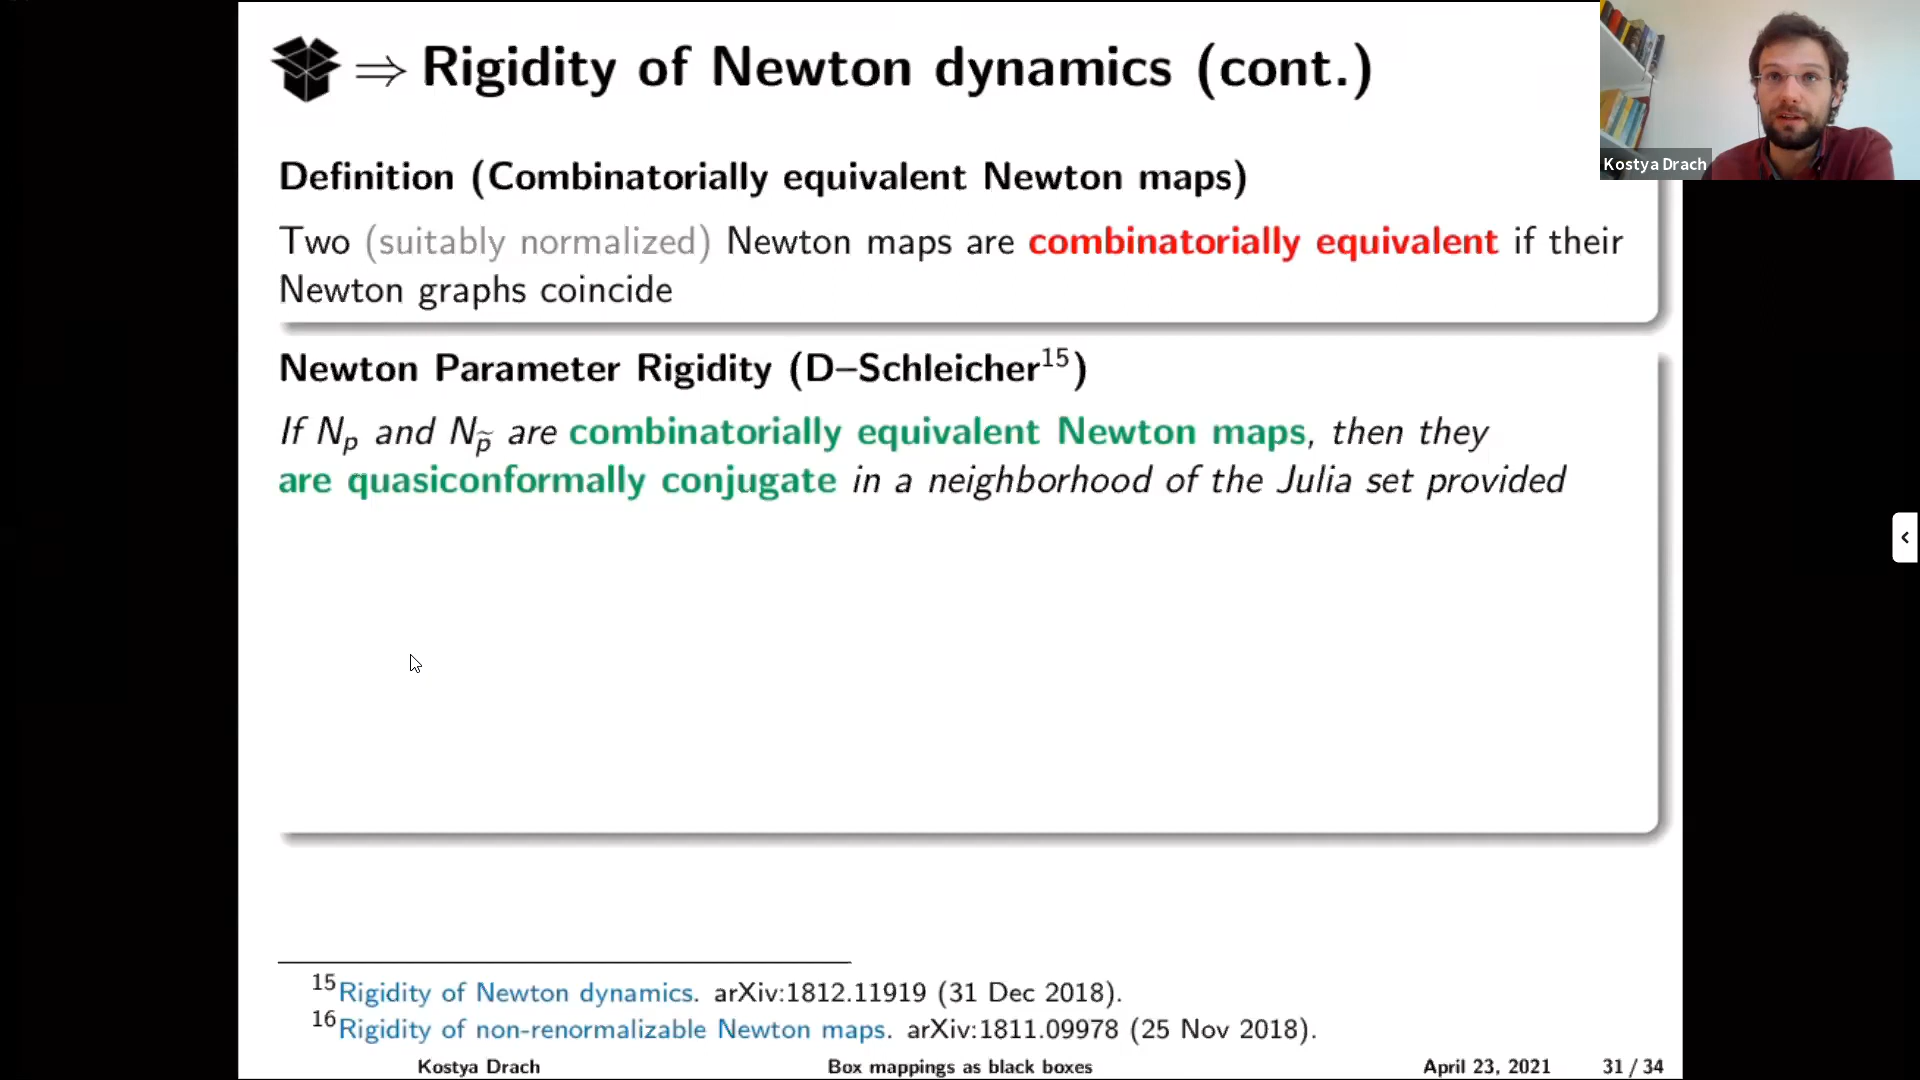 ⇒ Rigidity of Newton dynamics (cont.)
Kostya Drach
Definition (Combinatorially equivalent Newton maps)
Two (suitably normalized) Newton maps are combinatorially equivalent if their
Newton graphs coincide
Newton Parameter Rigidity (D–Schleicher¹⁵)
If Nₚ and N_p̃ are combinatorially equivalent Newton maps, then they
are quasiconformally conjugate in a neighborhood of the Julia set provided
¹⁵Rigidity of Newton dynamics. arXiv:1812.11919 (31 Dec 2018).
¹⁶Rigidity of non-renormalizable Newton maps. arXiv:1811.09978 (25 Nov 2018).
Kostya Drach Box mappings as black boxes April 23, 2021 31 / 34